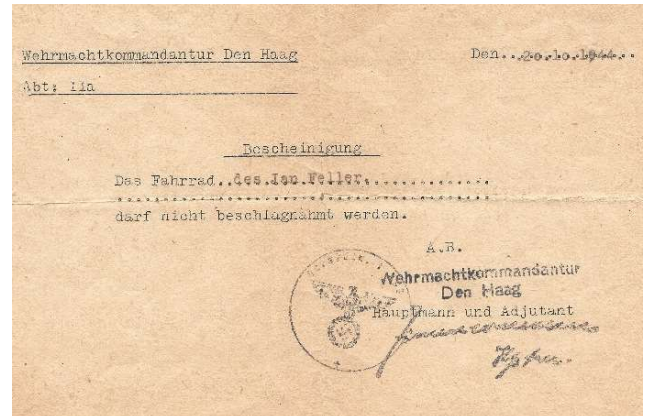 Wehrmachtkommandantur Den Haag
Den...20.10.1944..
Abt: IIa
Bescheinigung
Das Fahrrad..des.Jan.Feller.................
............................................
darf nicht beschlagnahmt werden.
A.B.
Wehrmachtkommandantur
Den Haag
Hauptmann und Adjutant